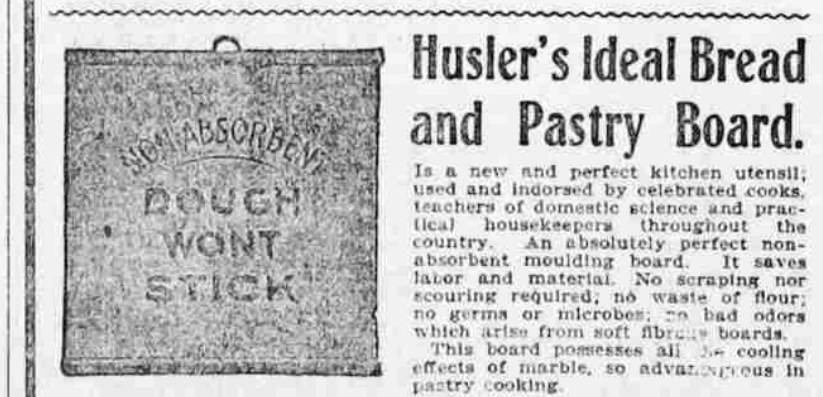 NON-ABSORBENT
DOUGH
WONT
STICK
Husler's Ideal Bread
and Pastry Board.
Is a new and perfect kitchen utensil;
used and indorsed by celebrated cooks,
teachers of domestic science and prac-
tical housekeepers throughout the
country. An absolutely perfect non-
absorbent moulding board. It saves
labor and material. No scraping nor
scouring required; no waste of flour;
no germs or microbes; no bad odors
which arise from soft fibrous boards.
This board possesses all the cooling
effects of marble, so advantageous in
pastry cooking.